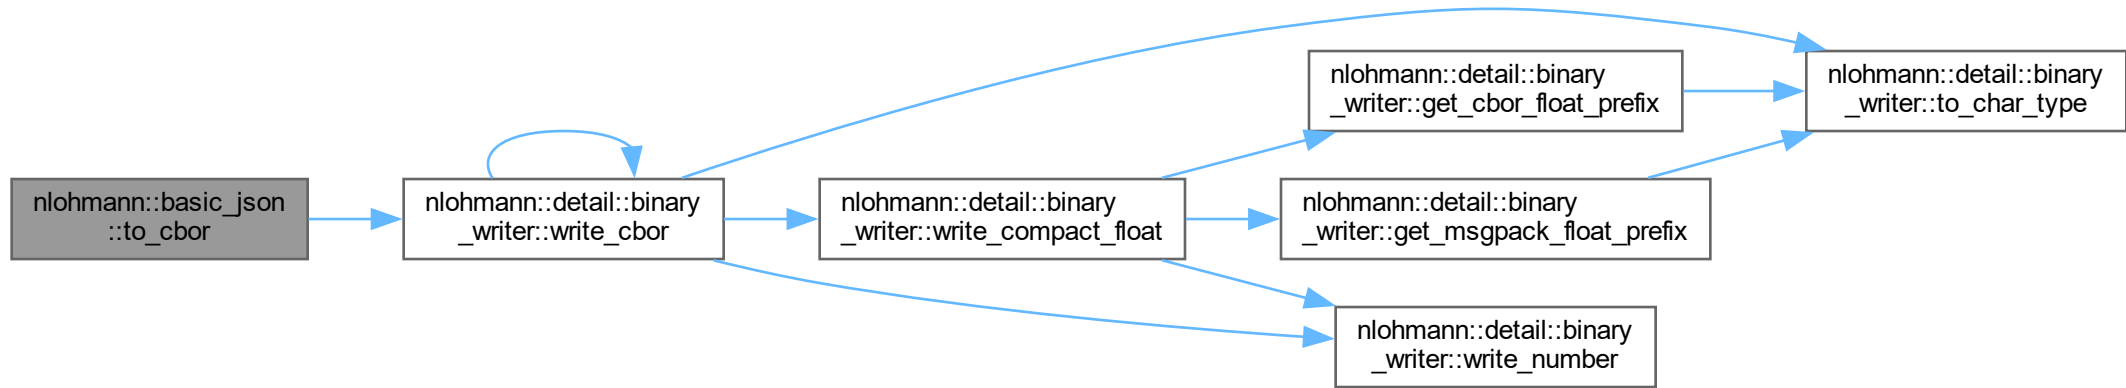 nlohmann::basic_json
::to_cbor
nlohmann::detail::binary
_writer::write_cbor
nlohmann::detail::binary
_writer::write_compact_float
nlohmann::detail::binary
_writer::get_cbor_float_prefix
nlohmann::detail::binary
_writer::get_msgpack_float_prefix
nlohmann::detail::binary
_writer::write_number
nlohmann::detail::binary
_writer::to_char_type